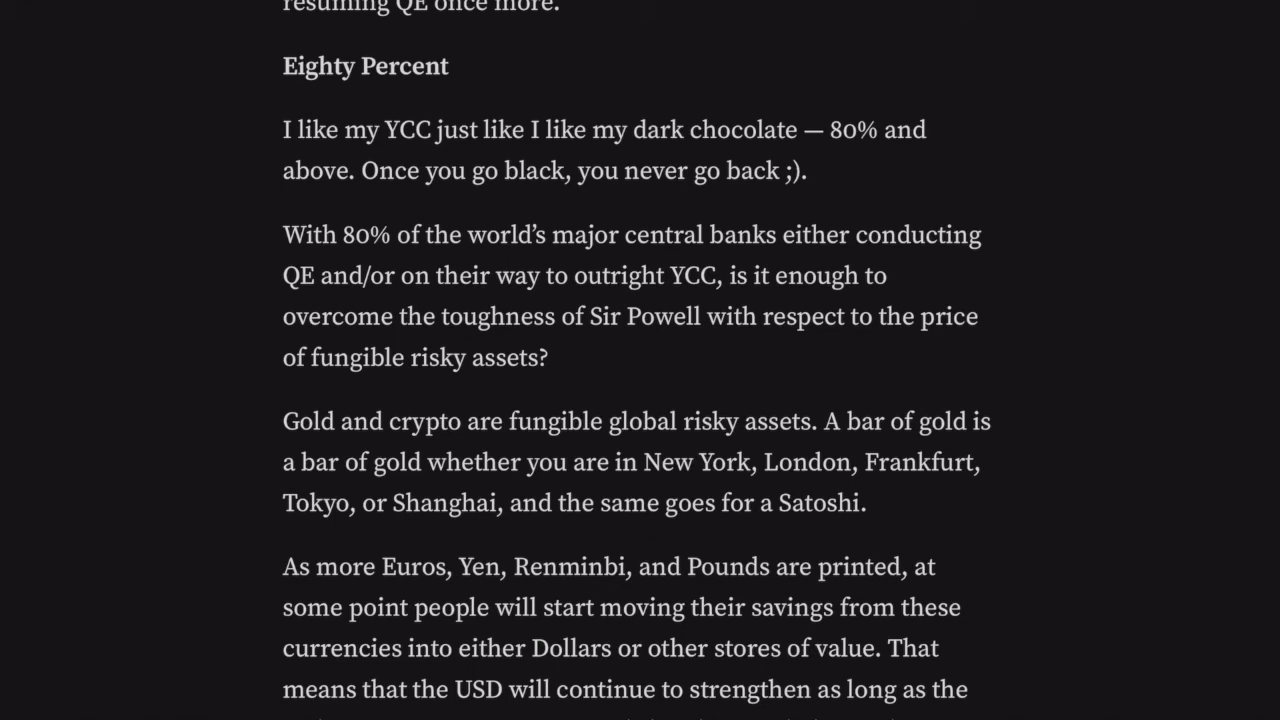 resuming QE once more.
Eighty Percent
I like my YCC just like I like my dark chocolate — 80% and
above. Once you go black, you never go back ;).
With 80% of the world’s major central banks either conducting
QE and/or on their way to outright YCC, is it enough to
overcome the toughness of Sir Powell with respect to the price
of fungible risky assets?
Gold and crypto are fungible global risky assets. A bar of gold is
a bar of gold whether you are in New York, London, Frankfurt,
Tokyo, or Shanghai, and the same goes for a Satoshi.
As more Euros, Yen, Renminbi, and Pounds are printed, at
some point people will start moving their savings from these
currencies into either Dollars or other stores of value. That
means that the USD will continue to strengthen as long as the